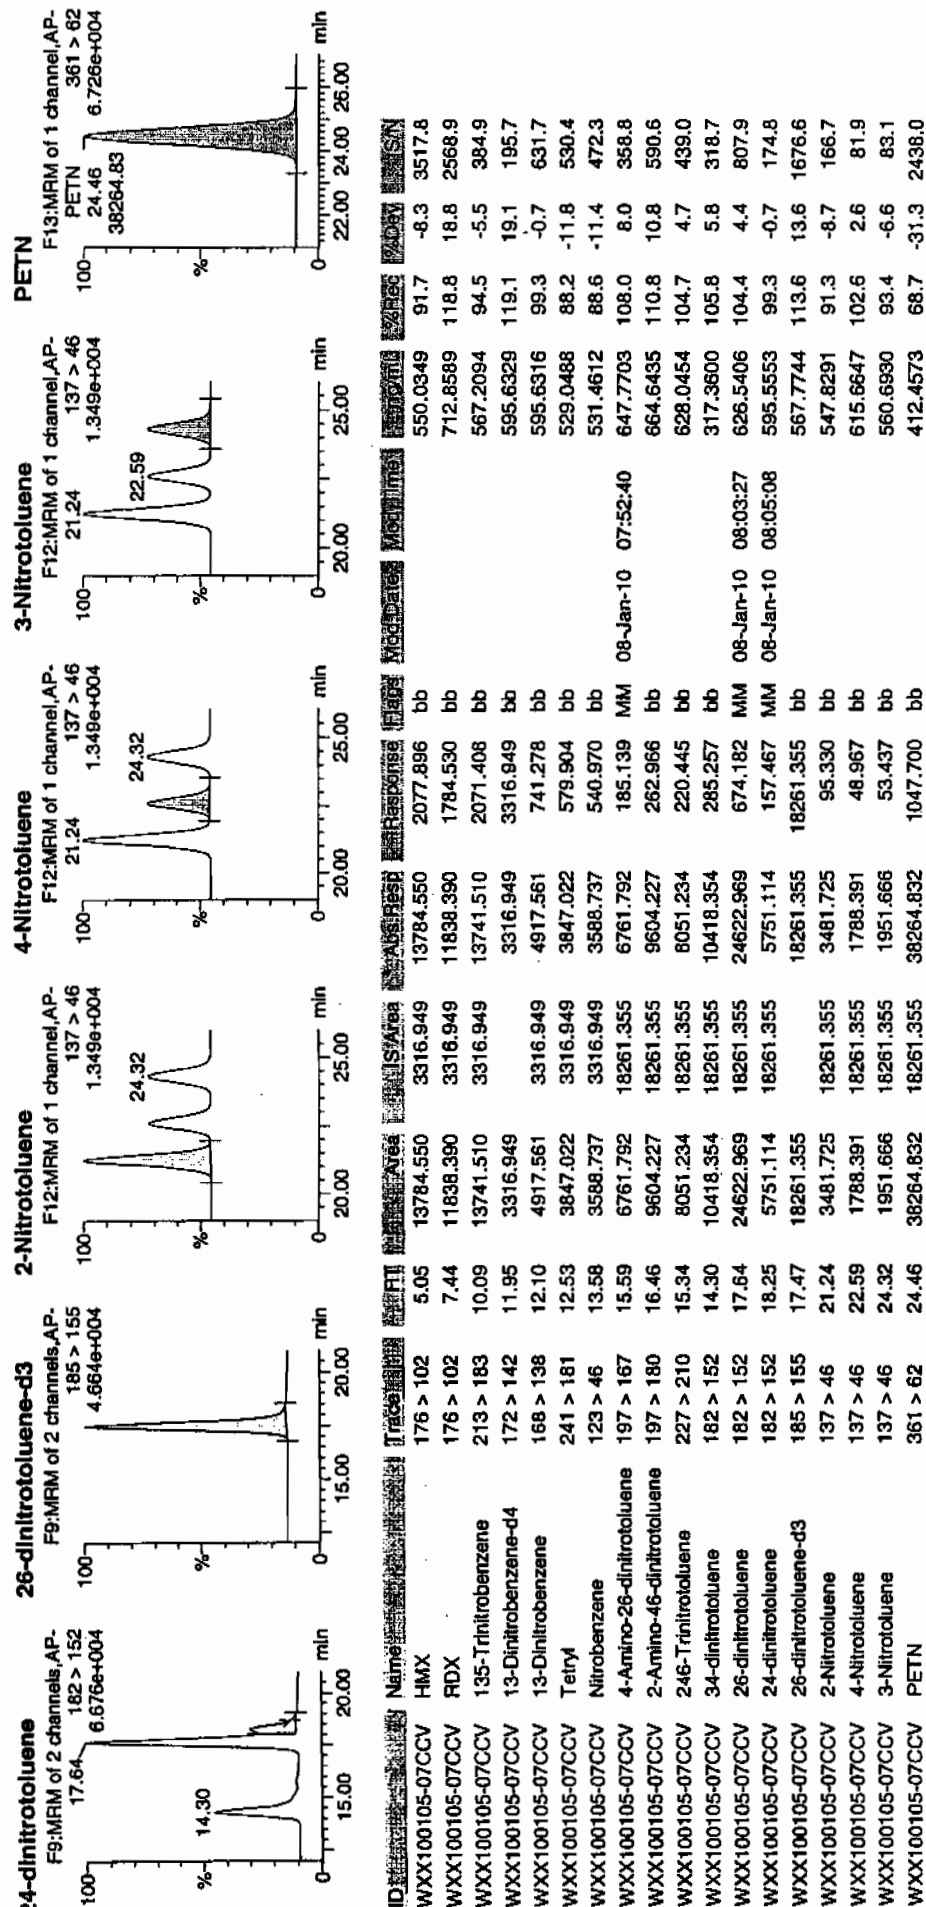 24-dinitrotoluene
F9:MRM of 2 channels,AP-
182 > 152
6.676e+004
17.64
14.30
100
%
0
15.00 20.00 min
26-dinitrotoluene-d3
F9:MRM of 2 channels,AP-
185 > 155
4.664e+004
100
%
0
15.00 20.00 min
2-Nitrotoluene
F12:MRM of 1 channel,AP-
137 > 46
1.349e+004
24.32
100
%
0
20.00 25.00 min
4-Nitrotoluene
F12:MRM of 1 channel,AP-
137 > 46
1.349e+004
21.24
24.32
100
%
0
20.00 25.00 min
3-Nitrotoluene
F12:MRM of 1 channel,AP-
137 > 46
1.349e+004
21.24
22.59
100
%
0
20.00 25.00 min
PETN
F13:MRM of 1 channel,AP-
361 > 62
6.726e+004
PETN
24.46
38264.83
100
%
0
22.00 24.00 26.00 min
ID Name Trace RT Area IS Area Abs.Resp Response Flags Mod.Date Mod.Time %Rec %Dev S/N
WXX100105-07CCV HMX 176 > 102 5.05 13784.550 3316.949 13784.550 2077.896 bb 550.0349 91.7 -8.3 3517.8
WXX100105-07CCV RDX 176 > 102 7.44 11838.390 3316.949 11838.390 1784.530 bb 712.8589 118.8 18.8 2568.9
WXX100105-07CCV 135-Trinitrobenzene 213 > 183 10.09 13741.510 3316.949 13741.510 2071.408 bb 567.2094 94.5 -5.5 384.9
WXX100105-07CCV 13-Dinitrobenzene-d4 172 > 142 11.95 3316.949 3316.949 3316.949 bb 595.6329 119.1 19.1 195.7
WXX100105-07CCV 13-Dinitrobenzene 168 > 138 12.10 4917.561 3316.949 4917.561 741.278 bb 595.6316 99.3 -0.7 631.7
WXX100105-07CCV Tetryl 241 > 181 12.53 3847.022 3316.949 3847.022 579.904 bb 529.0488 88.2 -11.8 530.4
WXX100105-07CCV Nitrobenzene 123 > 46 13.58 3588.737 3316.949 3588.737 540.970 bb 531.4612 88.6 -11.4 472.3
WXX100105-07CCV 4-Amino-26-dinitrotoluene 197 > 167 15.59 6761.792 18261.355 6761.792 185.139 MM 08-Jan-10 07:52:40 647.7703 108.0 8.0 358.8
WXX100105-07CCV 2-Amino-46-dinitrotoluene 197 > 180 16.46 9604.227 18261.355 9604.227 262.966 bb 664.6435 110.8 10.8 590.6
WXX100105-07CCV 246-Trinitrotoluene 227 > 210 15.34 8051.234 18261.355 8051.234 220.445 bb 628.0454 104.7 4.7 439.0
WXX100105-07CCV 34-dinitrotoluene 182 > 152 14.30 10418.354 18261.355 10418.354 285.257 bb 317.3600 105.8 5.8 318.7
WXX100105-07CCV 26-dinitrotoluene 182 > 152 17.64 24622.969 18261.355 24622.969 674.182 MM 08-Jan-10 08:03:27 626.5406 104.4 4.4 807.9
WXX100105-07CCV 24-dinitrotoluene 182 > 152 18.25 5751.114 18261.355 5751.114 157.467 MM 08-Jan-10 08:05:08 595.5553 99.3 -0.7 174.8
WXX100105-07CCV 26-dinitrotoluene-d3 185 > 155 17.47 18261.355 18261.355 18261.355 bb 567.7744 113.6 13.6 1676.6
WXX100105-07CCV 2-Nitrotoluene 137 > 46 21.24 3481.725 18261.355 3481.725 95.330 bb 547.8291 91.3 -8.7 166.7
WXX100105-07CCV 4-Nitrotoluene 137 > 46 22.59 1788.391 18261.355 1788.391 48.967 bb 615.6647 102.6 2.6 81.9
WXX100105-07CCV 3-Nitrotoluene 137 > 46 24.32 1951.666 18261.355 1951.666 53.437 bb 560.6930 93.4 -6.6 83.1
WXX100105-07CCV PETN 361 > 62 24.46 38264.832 18261.355 38264.832 1047.700 bb 412.4573 68.7 -31.3 2438.0